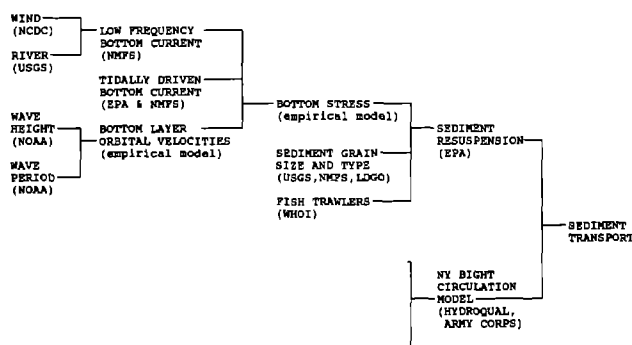 WIND
(NCDC)
RIVER
(USGS)
LOW FREQUENCY
BOTTOM CURRENT
(NMFS)
TIDALLY DRIVEN
BOTTOM CURRENT
(EPA & NMFS)
WAVE
HEIGHT
(NOAA)
WAVE
PERIOD
(NOAA)
BOTTOM LAYER
ORBITAL VELOCITIES
(empirical model)
BOTTOM STRESS
(empirical model)
SEDIMENT GRAIN
SIZE AND TYPE
(USGS,NMFS,LDGO)
FISH TRAWLERS
(WHOI)
SEDIMENT
RESUSPENSION
(EPA)
NY BIGHT
CIRCULATION
MODEL
(HYDROQUAL,
ARMY CORPS)
SEDIMENT
TRANSPORT